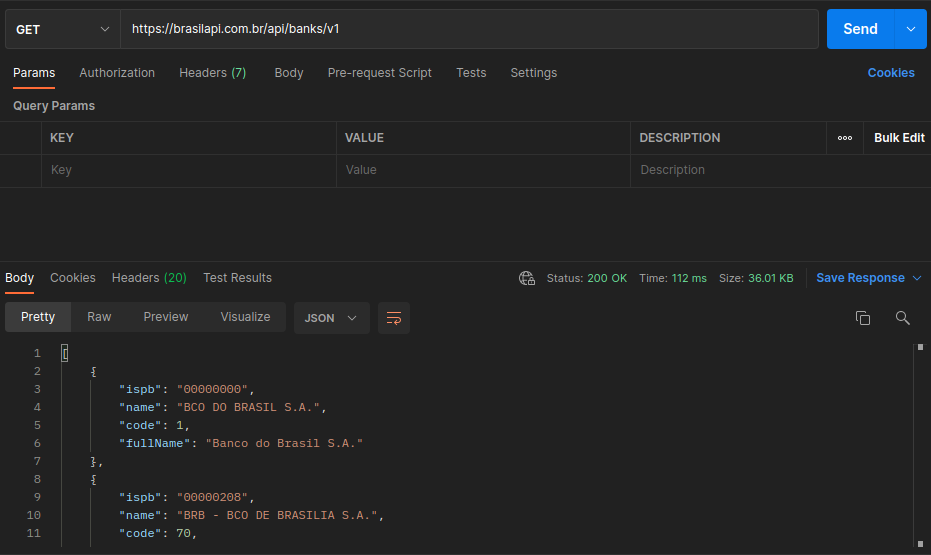 GET https://brasilapi.com.br/api/banks/v1 Send
Params Authorization Headers (7) Body Pre-request Script Tests Settings Cookies
Query Params
KEY VALUE DESCRIPTION ooo Bulk Edit
Key Value Description
Body Cookies Headers (20) Test Results Status: 200 OK Time: 112 ms Size: 36.01 KB Save Response
Pretty Raw Preview Visualize JSON
1 [
2 {
3 "ispb": "00000000",
4 "name": "BCO DO BRASIL S.A.",
5 "code": 1,
6 "fullName": "Banco do Brasil S.A."
7 },
8 {
9 "ispb": "00000208",
10 "name": "BRB - BCO DE BRASILIA S.A.",
11 "code": 70,